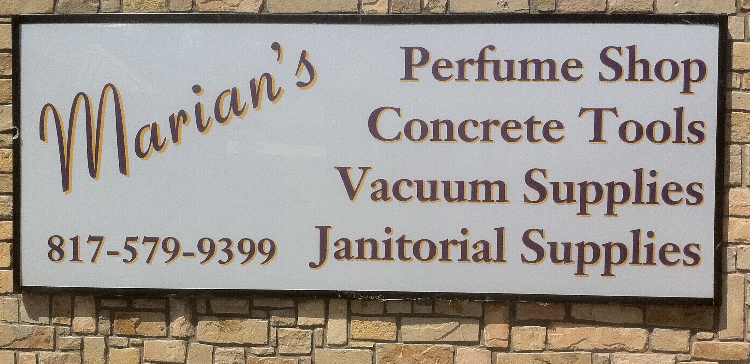 Marian's
Perfume Shop
Concrete Tools
Vacuum Supplies
Janitorial Supplies
817-579-9399